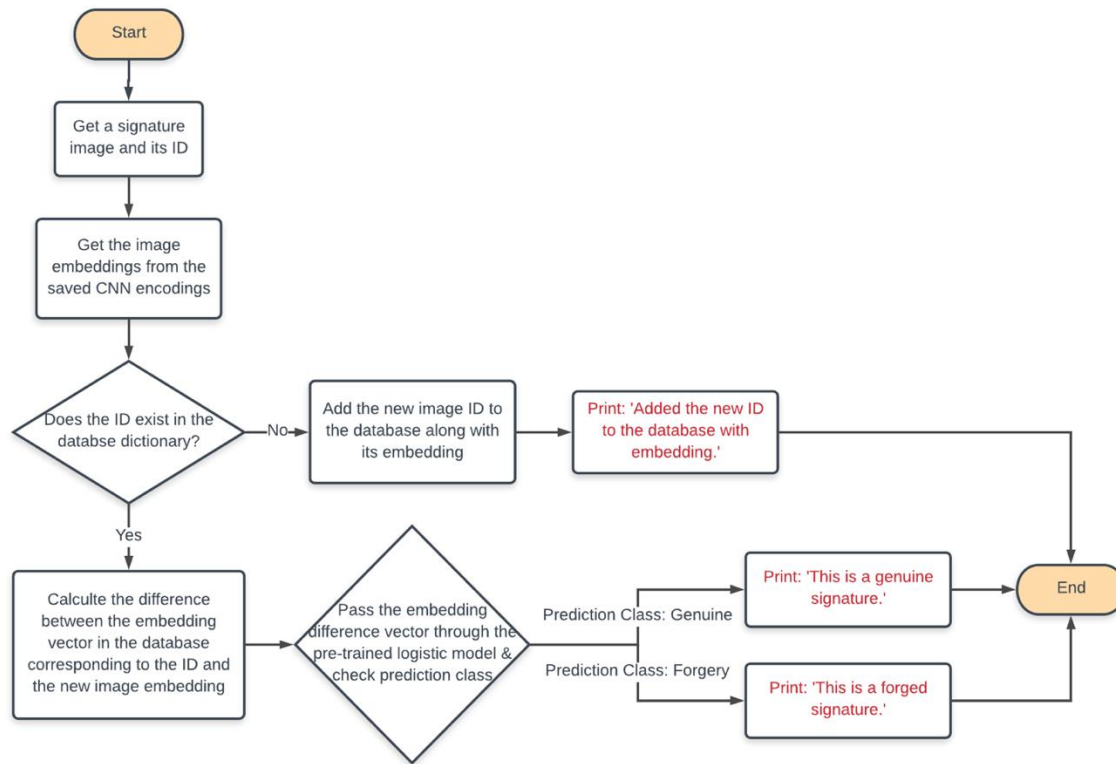 Start
Get a signature
image and its ID
Get the image
embeddings from the
saved CNN encodings
Does the ID exist in the
databse dictionary?
No
Add the new image ID to
the database along with
its embedding
Print: 'Added the new ID
to the database with
embedding.'
Yes
Calculte the difference
between the embedding
vector in the database
corresponding to the ID and
the new image embedding
Pass the embedding
difference vector through the
pre-trained logistic model &
check prediction class
Prediction Class: Genuine
Print: 'This is a genuine
signature.'
Prediction Class: Forgery
Print: 'This is a forged
signature.'
End